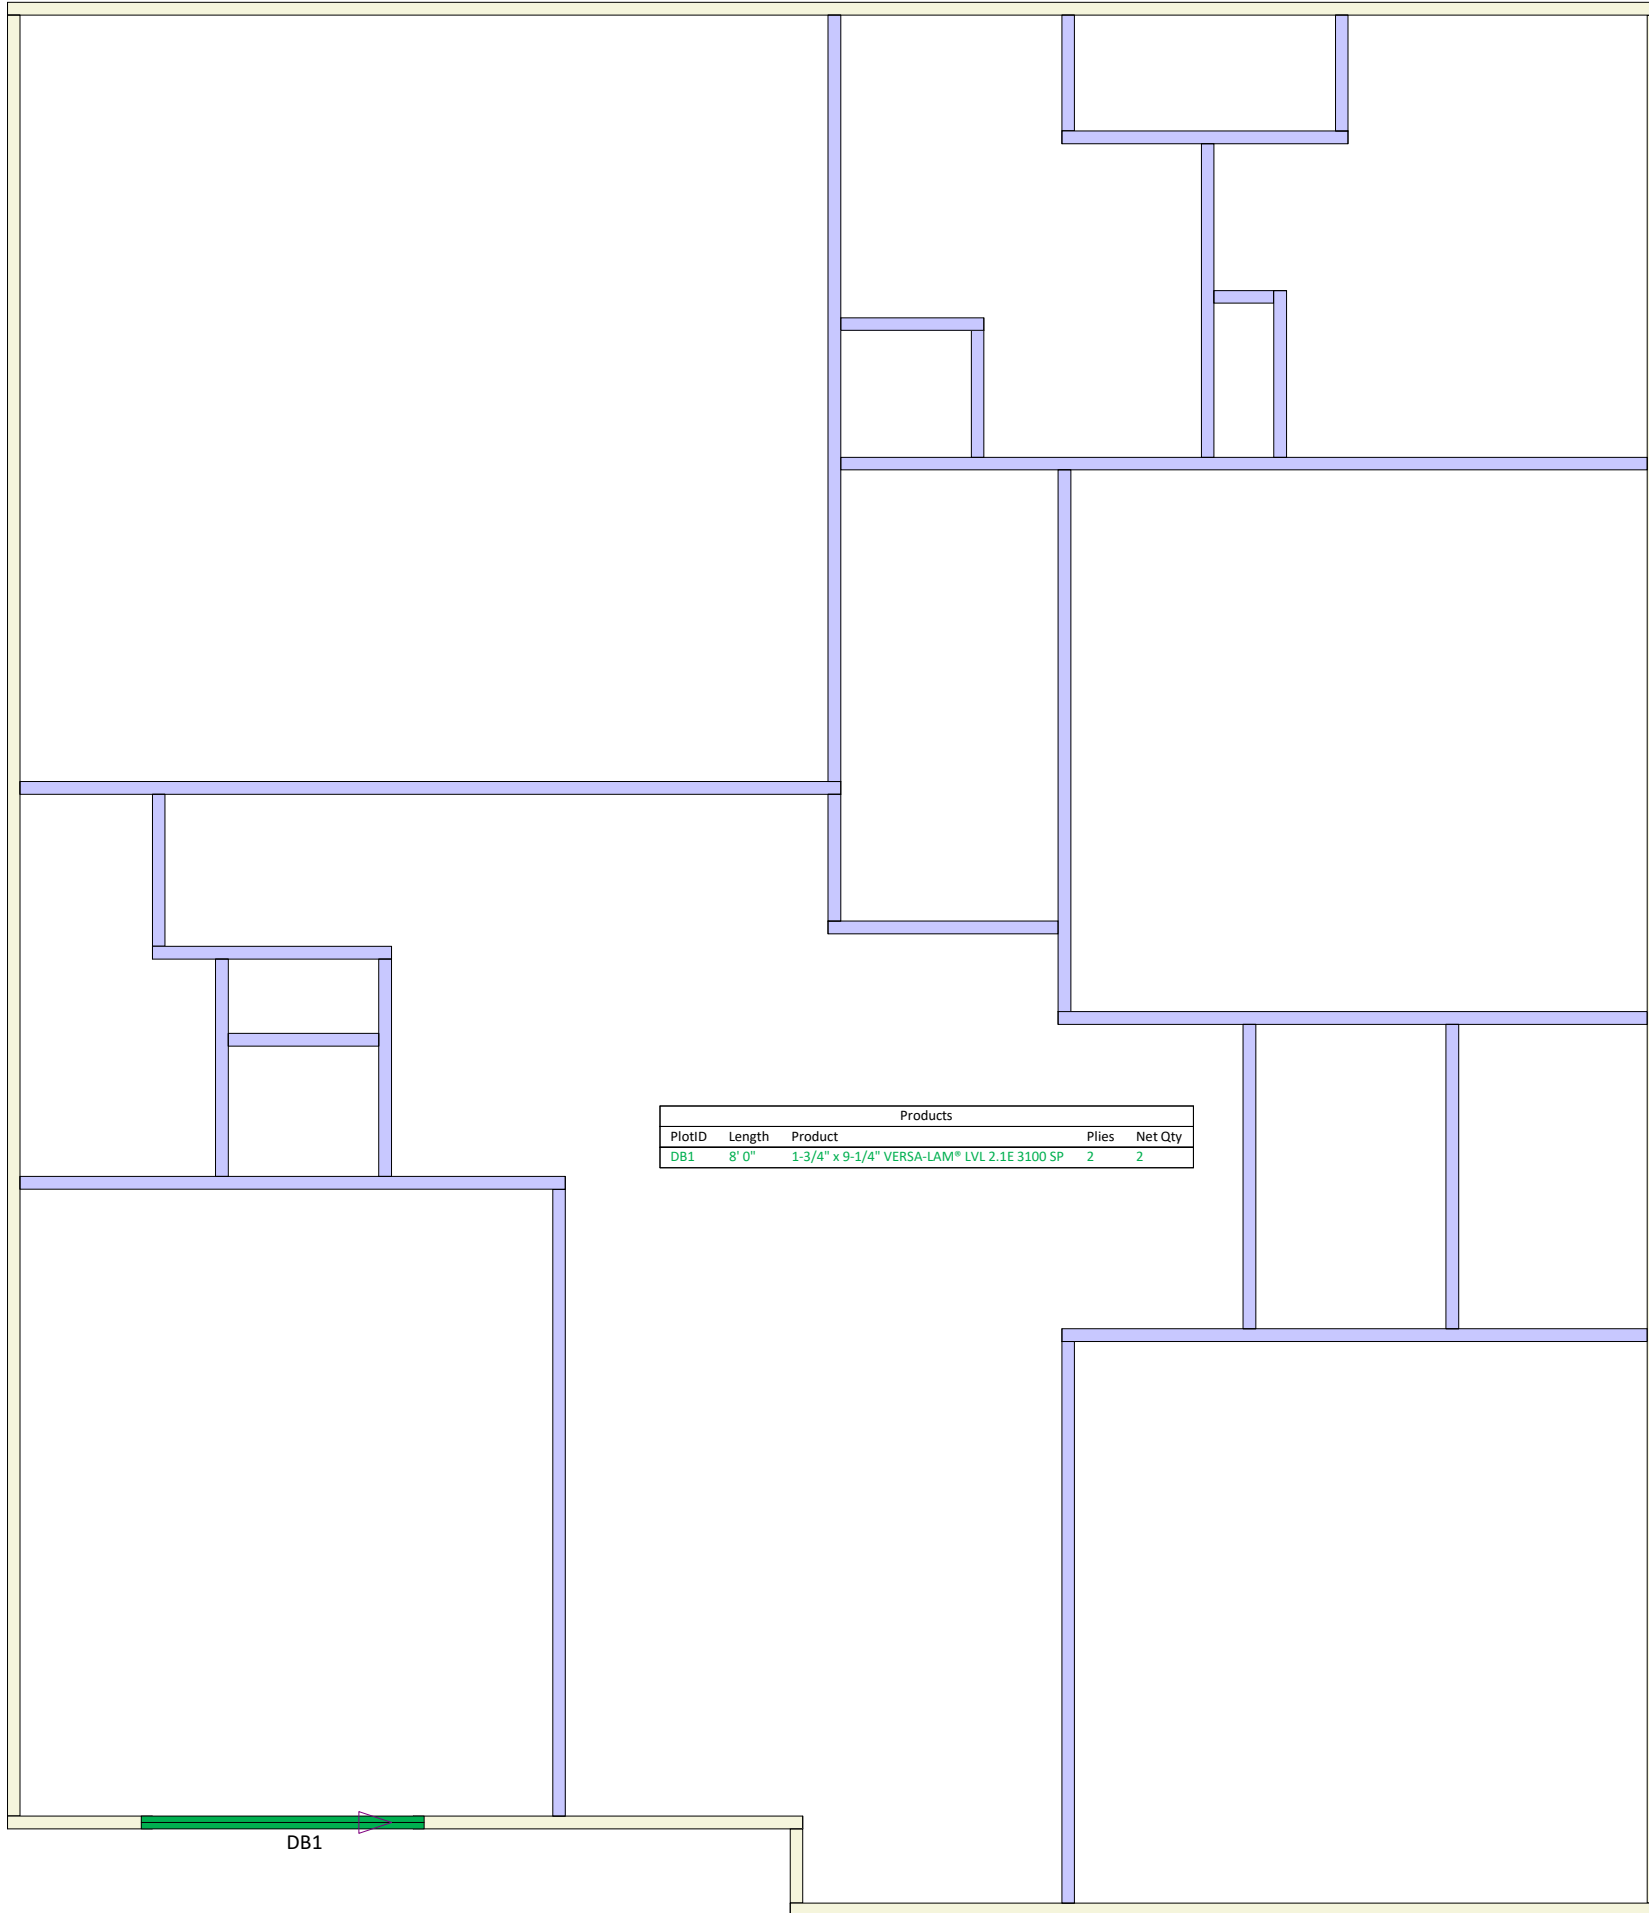 Products
PlotID Length Product Plies Net Qty
DB1 8' 0" 1-3/4" x 9-1/4" VERSA-LAM® LVL 2.1E 3100 SP 2 2
DB1